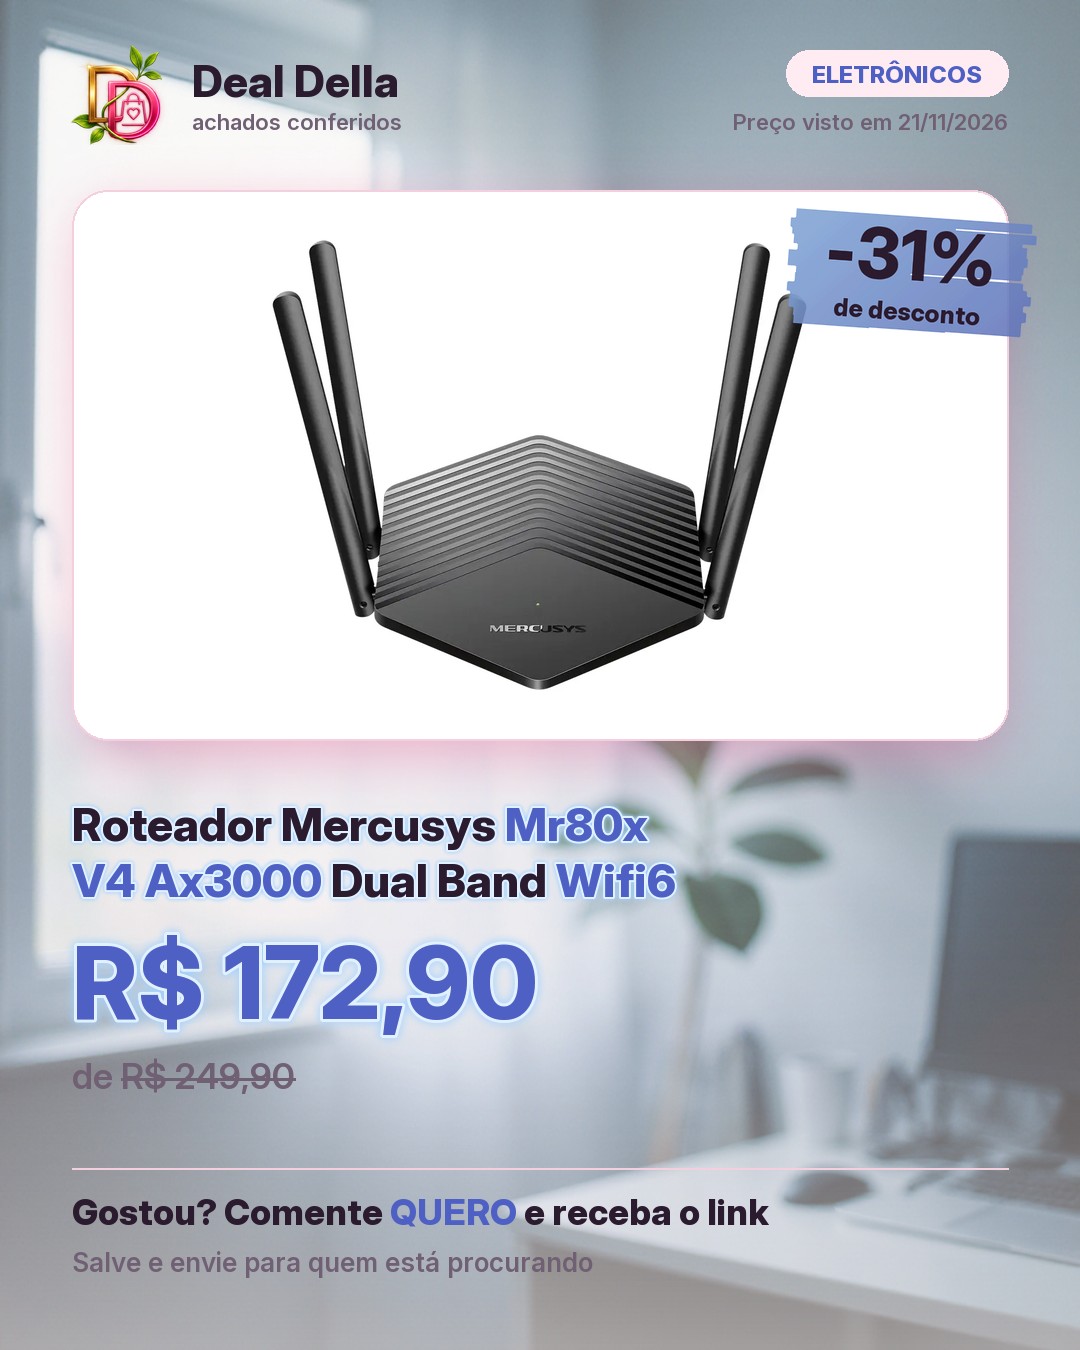 Deal Della
achados conferidos
ELETRÔNICOS
Preço visto em 21/11/2026
-31%
de desconto
MERCUSYS
Roteador Mercusys Mr80x
V4 Ax3000 Dual Band Wifi6
R$ 172,90
de R$ 249,90
Gostou? Comente QUERO e receba o link
Salve e envie para quem está procurando